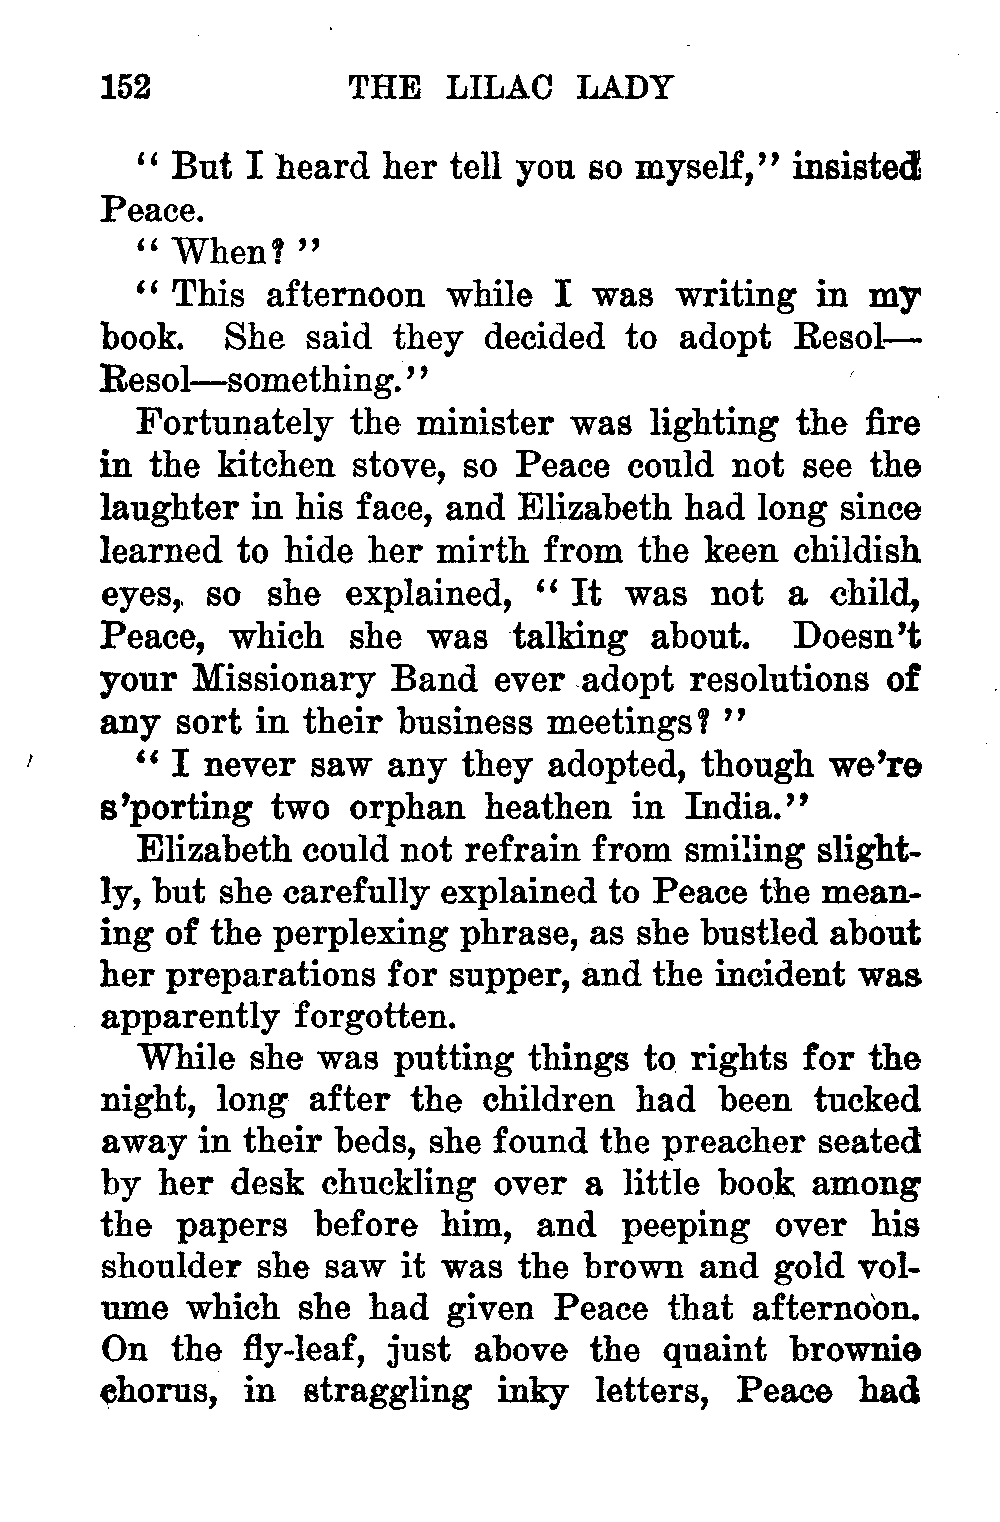 152 THE LILAC LADY
“ But I heard her tell you so myself,” insisted
Peace.
“ When? ”
“ This afternoon while I was writing in my
book. She said they decided to adopt Resol—
Resol—something.”
Fortunately the minister was lighting the fire
in the kitchen stove, so Peace could not see the
laughter in his face, and Elizabeth had long since
learned to hide her mirth from the keen childish
eyes, so she explained, “ It was not a child,
Peace, which she was talking about. Doesn’t
your Missionary Band ever adopt resolutions of
any sort in their business meetings? ”
“ I never saw any they adopted, though we’re
s’porting two orphan heathen in India.”
Elizabeth could not refrain from smiling slight-
ly, but she carefully explained to Peace the mean-
ing of the perplexing phrase, as she bustled about
her preparations for supper, and the incident was
apparently forgotten.
While she was putting things to rights for the
night, long after the children had been tucked
away in their beds, she found the preacher seated
by her desk chuckling over a little book among
the papers before him, and peeping over his
shoulder she saw it was the brown and gold vol-
ume which she had given Peace that afternoon.
On the fly-leaf, just above the quaint brownie
chorus, in straggling inky letters, Peace had